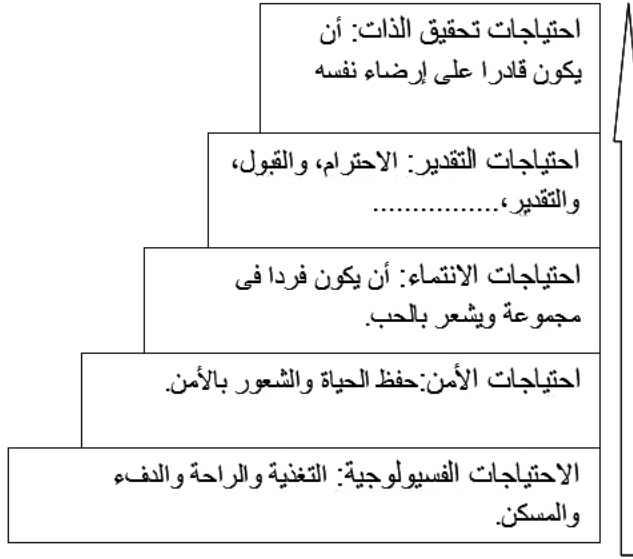 احتياجات تحقيق الذات: أن
يكون قادرا على إرضاء نفسه
احتياجات التقدير: الاحترام، والقبول،
والتقدير،................
احتياجات الانتماء: أن يكون فردا فى
مجموعة ويشعر بالحب.
احتياجات الأمن:حفظ الحياة والشعور بالأمن.
الاحتياجات الفسيولوجية: التغذية والراحة والدفء
والمسكن.